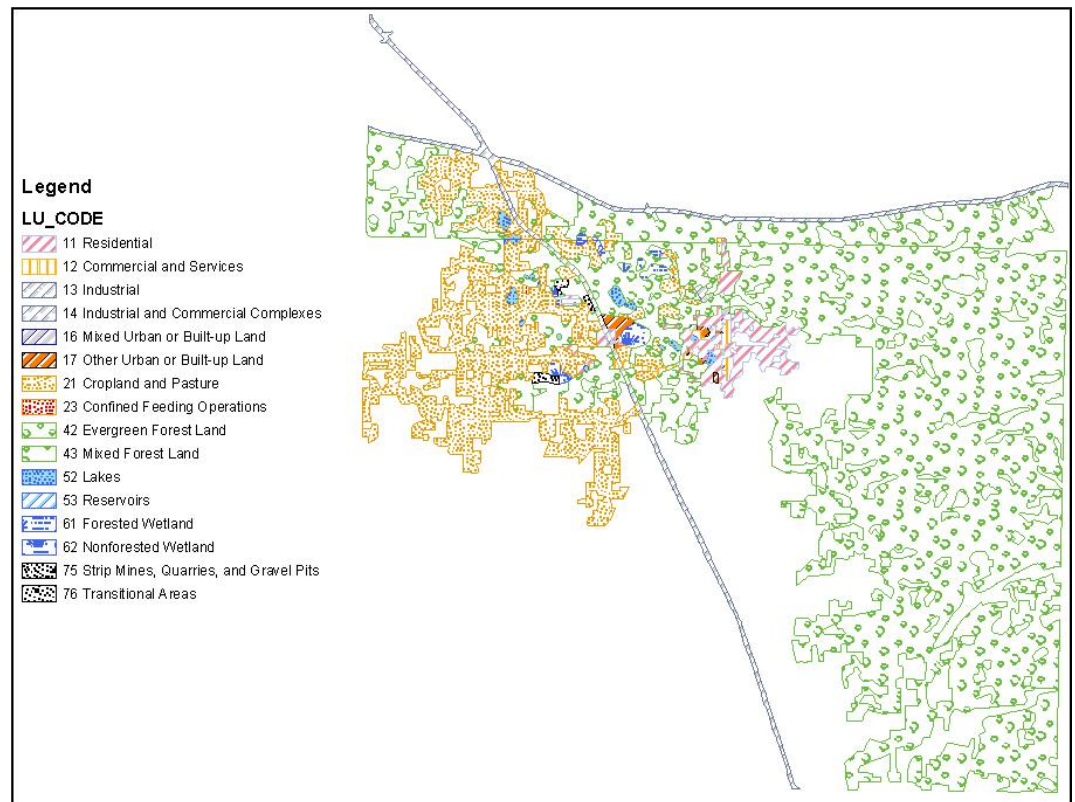 Legend
LU_CODE
11 Residential
12 Commercial and Services
13 Industrial
14 Industrial and Commercial Complexes
16 Mixed Urban or Built-up Land
17 Other Urban or Built-up Land
21 Cropland and Pasture
23 Confined Feeding Operations
42 Evergreen Forest Land
43 Mixed Forest Land
52 Lakes
53 Reservoirs
61 Forested Wetland
62 Nonforested Wetland
75 Strip Mines, Quarries, and Gravel Pits
76 Transitional Areas